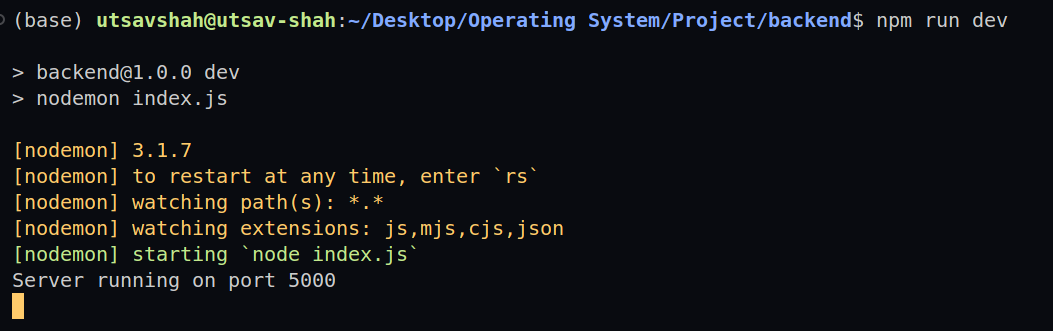 (base) utsavshah@utsav-shah:~/Desktop/Operating System/Project/backend$ npm run dev
> backend@1.0.0 dev
> nodemon index.js
[nodemon] 3.1.7
[nodemon] to restart at any time, enter `rs`
[nodemon] watching path(s): *.*
[nodemon] watching extensions: js,mjs,cjs,json
[nodemon] starting `node index.js`
Server running on port 5000